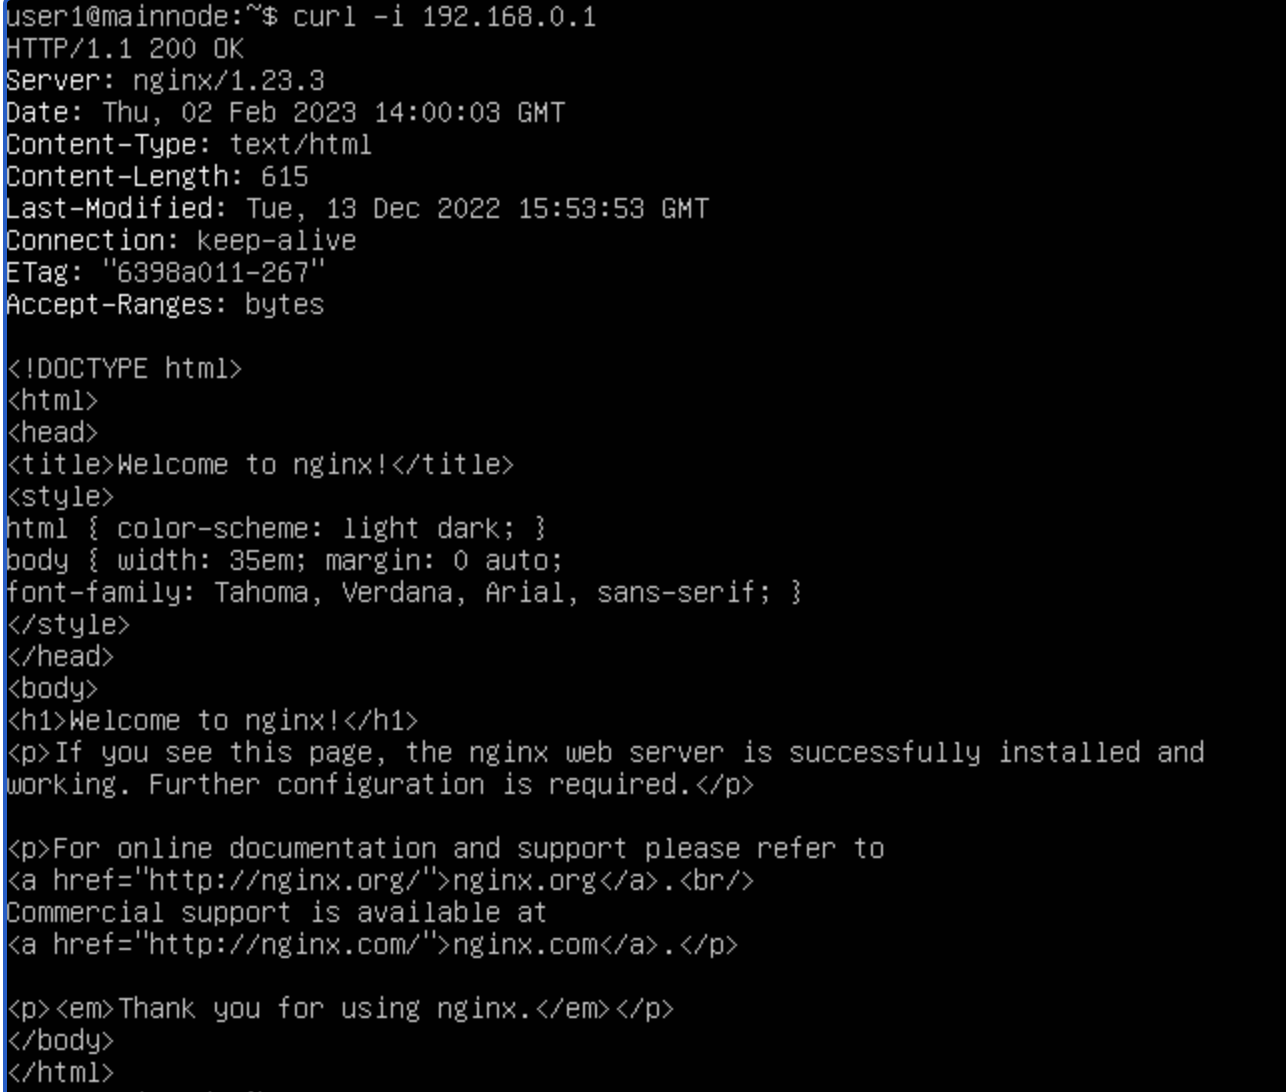 user1@mainnode:~$ curl -i 192.168.0.1
HTTP/1.1 200 OK
Server: nginx/1.23.3
Date: Thu, 02 Feb 2023 14:00:03 GMT
Content-Type: text/html
Content-Length: 615
Last-Modified: Tue, 13 Dec 2022 15:53:53 GMT
Connection: keep-alive
ETag: "6398a011-267"
Accept-Ranges: bytes

<!DOCTYPE html>
<html>
<head>
<title>Welcome to nginx!</title>
<style>
html { color-scheme: light dark; }
body { width: 35em; margin: 0 auto;
font-family: Tahoma, Verdana, Arial, sans-serif; }
</style>
</head>
<body>
<h1>Welcome to nginx!</h1>
<p>If you see this page, the nginx web server is successfully installed and
working. Further configuration is required.</p>

<p>For online documentation and support please refer to
<a href="http://nginx.org/">nginx.org</a>.<br/>
Commercial support is available at
<a href="http://nginx.com/">nginx.com</a>.</p>

<p><em>Thank you for using nginx.</em></p>
</body>
</html>